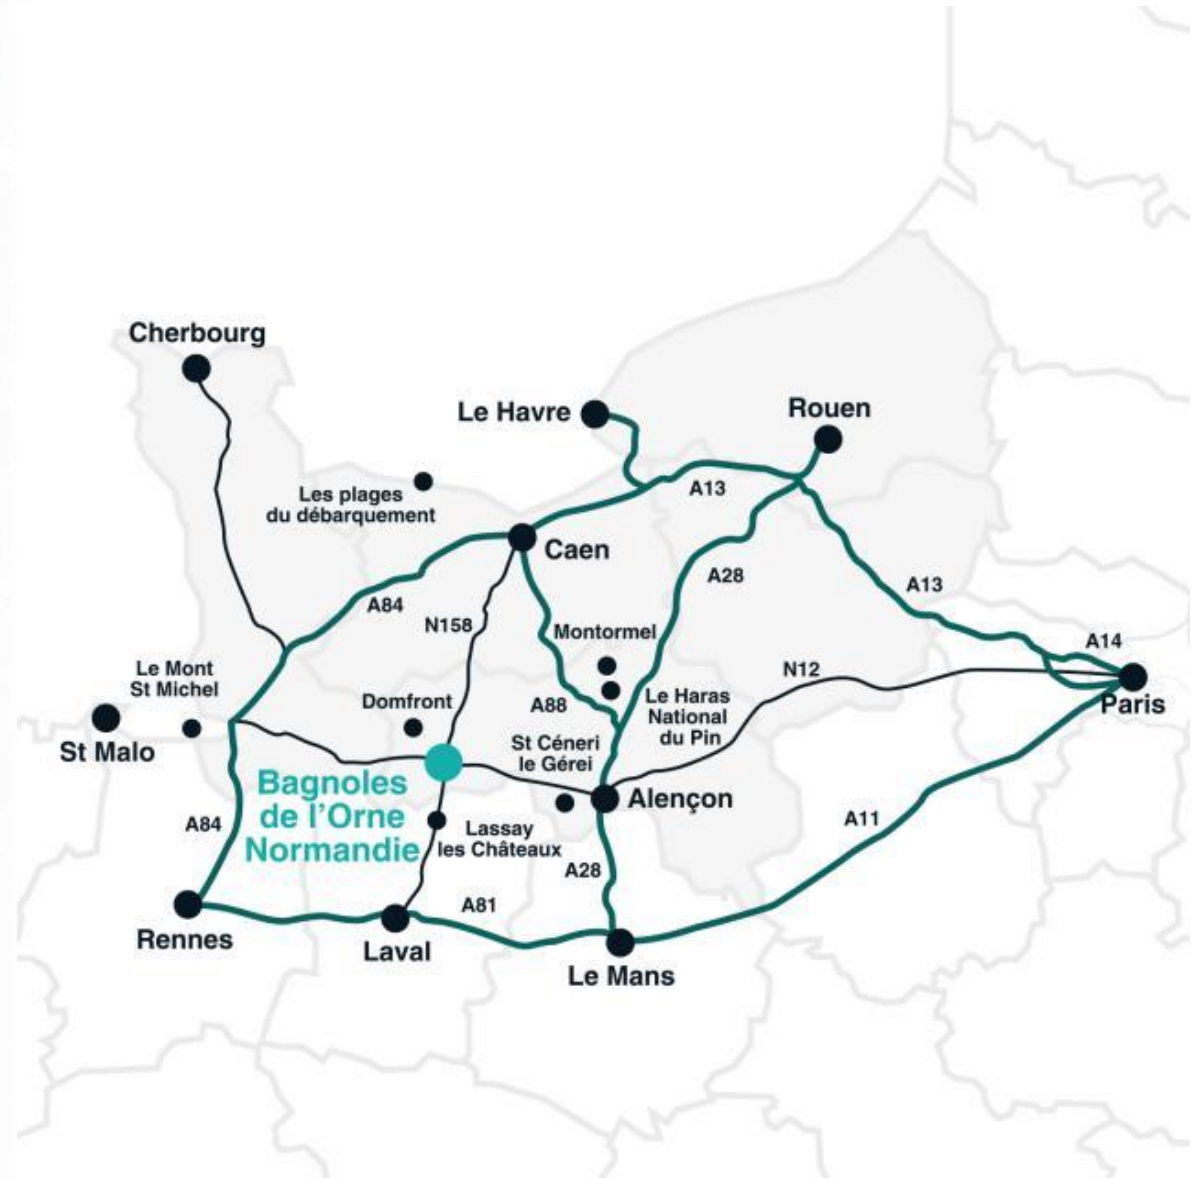 Cherbourg
Le Havre
Rouen
Les plages
du débarquement
A13
Caen
A28
A13
A84
N158
Montormel
A14
Le Mont
St Michel
N12
Domfront
A88
Le Haras
National
du Pin
Paris
St Malo
St Céneri
le Gérei
Bagnoles
de l'Orne
Normandie
Alençon
A84
Lassay
les Châteaux
A11
A28
A81
Rennes
Laval
Le Mans